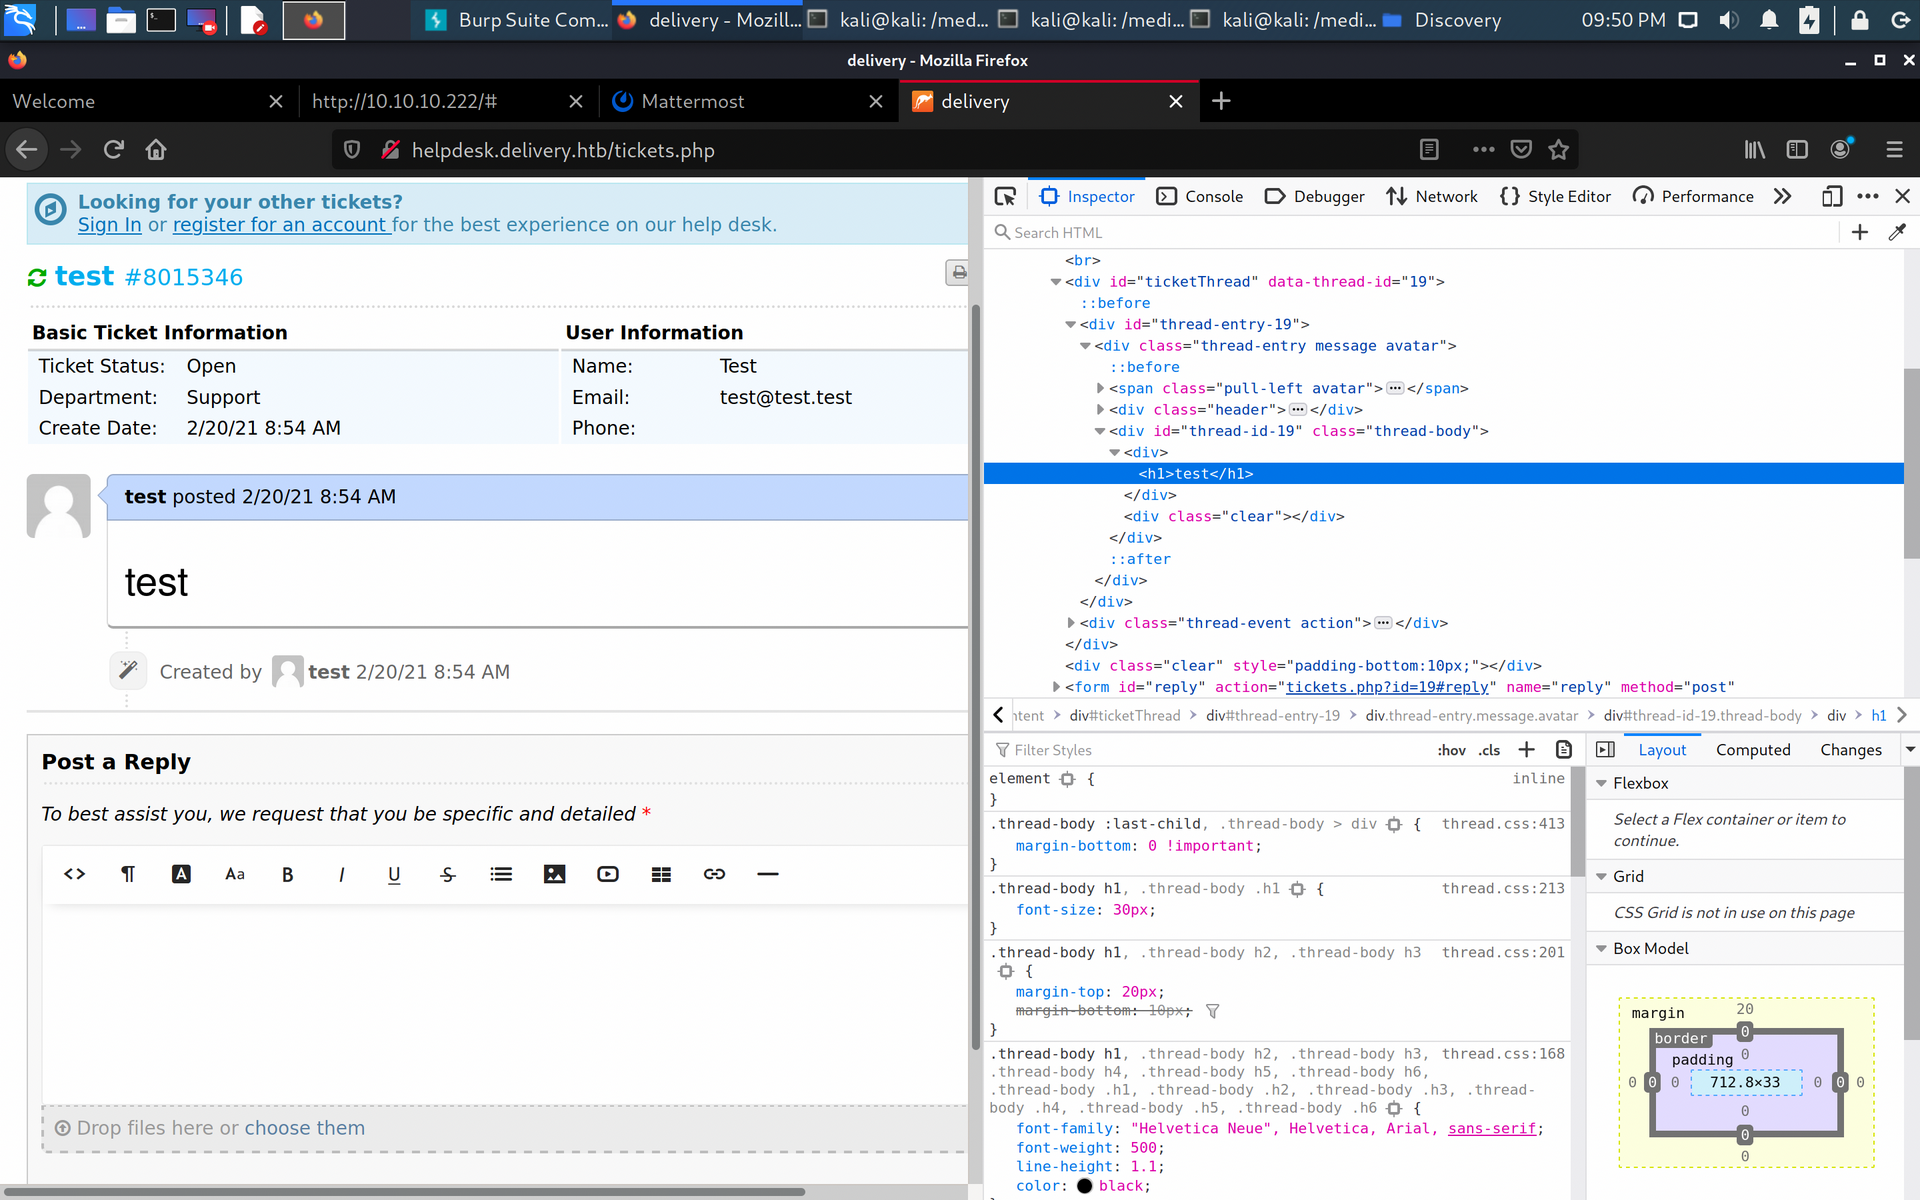 Burp Suite Com...
delivery - Mozill...
kali@kali: /med...
kali@kali: /medi...
kali@kali: /medi...
Discovery
09:50 PM
delivery - Mozilla Firefox
Welcome
http://10.10.10.222/#
Mattermost
delivery
helpdesk.delivery.htb/tickets.php
Looking for your other tickets?
Sign In or register for an account for the best experience on our help desk.
test #8015346
Basic Ticket Information
User Information
Ticket Status: Open
Name: Test
Department: Support
Email: test@test.test
Create Date: 2/20/21 8:54 AM
Phone:
test posted 2/20/21 8:54 AM
test
Created by test 2/20/21 8:54 AM
Post a Reply
To best assist you, we request that you be specific and detailed *
<> ¶ A Aa B I U S
Drop files here or choose them
Inspector
Console
Debugger
Network
{} Style Editor
Performance
Search HTML
<br>
<div id="ticketThread" data-thread-id="19">
::before
<div id="thread-entry-19">
<div class="thread-entry message avatar">
::before
<span class="pull-left avatar">···</span>
<div class="header">···</div>
<div id="thread-id-19" class="thread-body">
<div>
<h1>test</h1>
</div>
<div class="clear"></div>
</div>
::after
</div>
</div>
<div class="thread-event action">···</div>
</div>
<div class="clear" style="padding-bottom:10px;"></div>
<form id="reply" action="tickets.php?id=19#reply" name="reply" method="post"
ntent > div#ticketThread > div#thread-entry-19 > div.thread-entry.message.avatar > div#thread-id-19.thread-body > div > h1
Filter Styles
:hov .cls +
element {
inline
}
.thread-body :last-child, .thread-body > div {
thread.css:413
margin-bottom: 0 !important;
}
.thread-body h1, .thread-body .h1 {
thread.css:213
font-size: 30px;
}
.thread-body h1, .thread-body h2, .thread-body h3
thread.css:201
{
margin-top: 20px;
margin-bottom: 10px;
}
.thread-body h1, .thread-body h2, .thread-body h3,
thread.css:168
.thread-body h4, .thread-body h5, .thread-body h6,
.thread-body .h1, .thread-body .h2, .thread-body .h3, .thread-
body .h4, .thread-body .h5, .thread-body .h6 {
font-family: "Helvetica Neue", Helvetica, Arial, sans-serif;
font-weight: 500;
line-height: 1.1;
color: black;
Layout
Computed
Changes
Flexbox
Select a Flex container or item to
continue.
Grid
CSS Grid is not in use on this page
Box Model
margin 20
border 0
padding 0
0 0 0 712.8×33 0 0 0
0
0
0